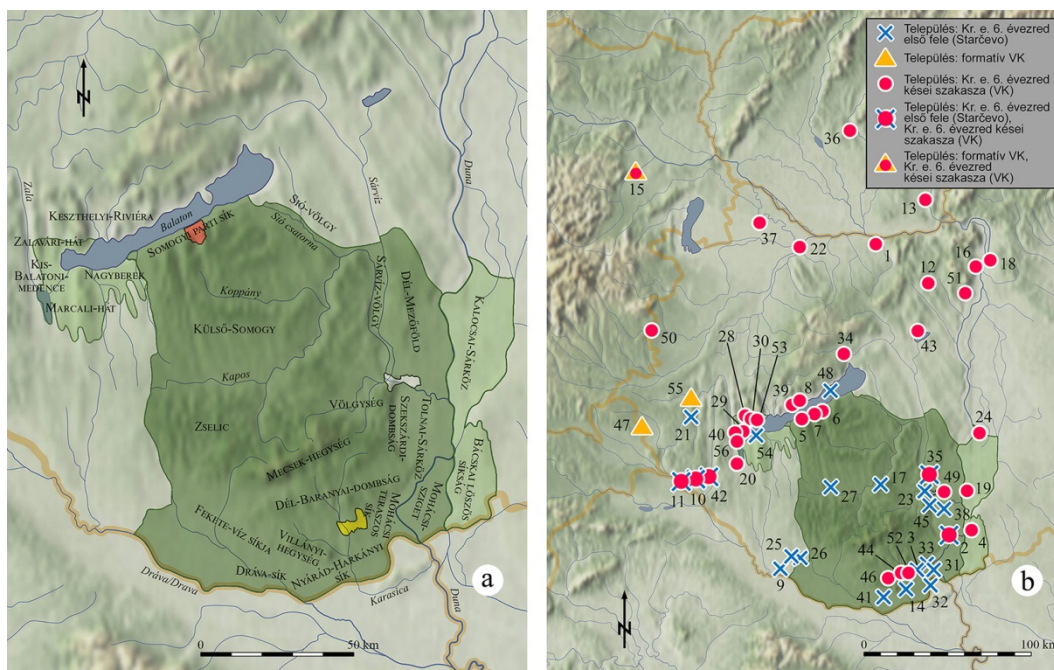 N
Zala
KESZTHELYI-RIVIÉRA
ZALAVÁRI-HÁT
KIS-
BALATONI-
MEDENCE
NAGYBERÉK
MARCALI-HÁT
Balaton
SOMOGYI PARTI SÍK
SIÓ-VÖLGY
Sió csatorna
Sárvíz
Duna
Koppány
KÜLSŐ-SOMOGY
SÁRVÍZ-VÖLGY
DÉL-MEZŐFÖLD
KALOCSAI-SÁRKÖZ
Kapos
VÖLGYSÉG
ZSELIC
SZEKSZÁRDI-
DOMBSÁG
TOLNAI-SÁRKÖZ
MECSEK-HEGYSÉG
BÁCSKAI LÖSZÖS
SÍKSÁG
DÉL-BARANYAI-DOMBSÁG
MOHÁCSI
TERASZOS
SÍK
MOHÁCSI-
SZIGET
FEKETE-VÍZ SÍKJA
VILLÁNYI-
HEGYSÉG
DRÁVA-SÍK
NYÁRÁD-HARKÁNYI
SÍK
Dráva/Drava
Karasica
Duna
a
0 50 km
Település: Kr. e. 6. évezred
első fele (Starčevo)
Település: formatív VK
Település: Kr. e. 6. évezred
kései szakasza (VK)
Település: Kr. e. 6. évezred
első fele (Starčevo),
Kr. e. 6. évezred kései
szakasza (VK)
Település: formatív VK,
Kr. e. 6. évezred
kései szakasza (VK)
36
15
13
37
22
1
16
18
12
51
50
28
30
53
34
43
55
29
39
8
48
47
21
40
54
5
7
6
24
56
20
35
11
10
42
27
17
23
49
19
45
38
2
4
25
26
9
44
52
3
33
31
46
41
14
32
N
b
0 100 km